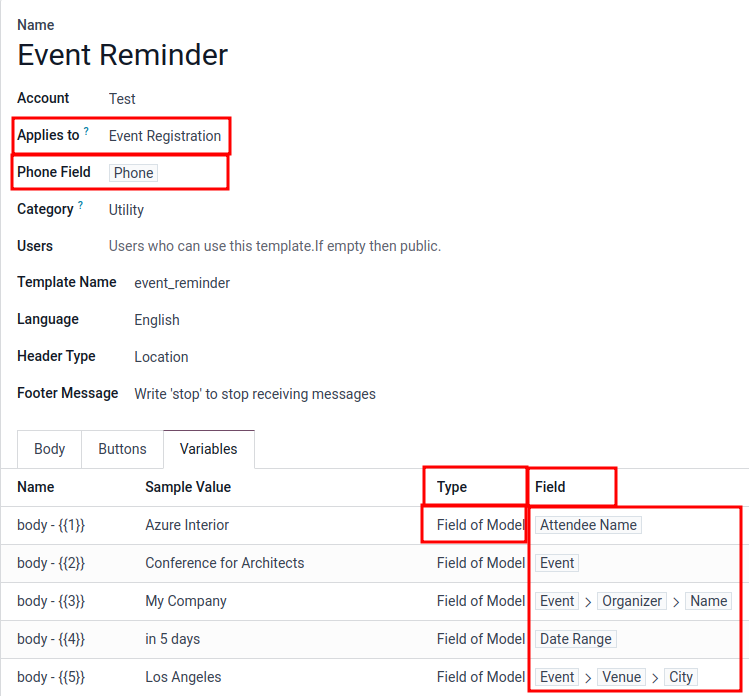 Name
Event Reminder
Account Test
Applies to ? Event Registration
Phone Field Phone
Category ? Utility
Users Users who can use this template.If empty then public.
Template Name event_reminder
Language English
Header Type Location
Footer Message Write 'stop' to stop receiving messages
Body Buttons Variables
Name Sample Value Type Field
body - {{1}} Azure Interior Field of Model Attendee Name
body - {{2}} Conference for Architects Field of Model Event
body - {{3}} My Company Field of Model Event > Organizer > Name
body - {{4}} in 5 days Field of Model Date Range
body - {{5}} Los Angeles Field of Model Event > Venue > City